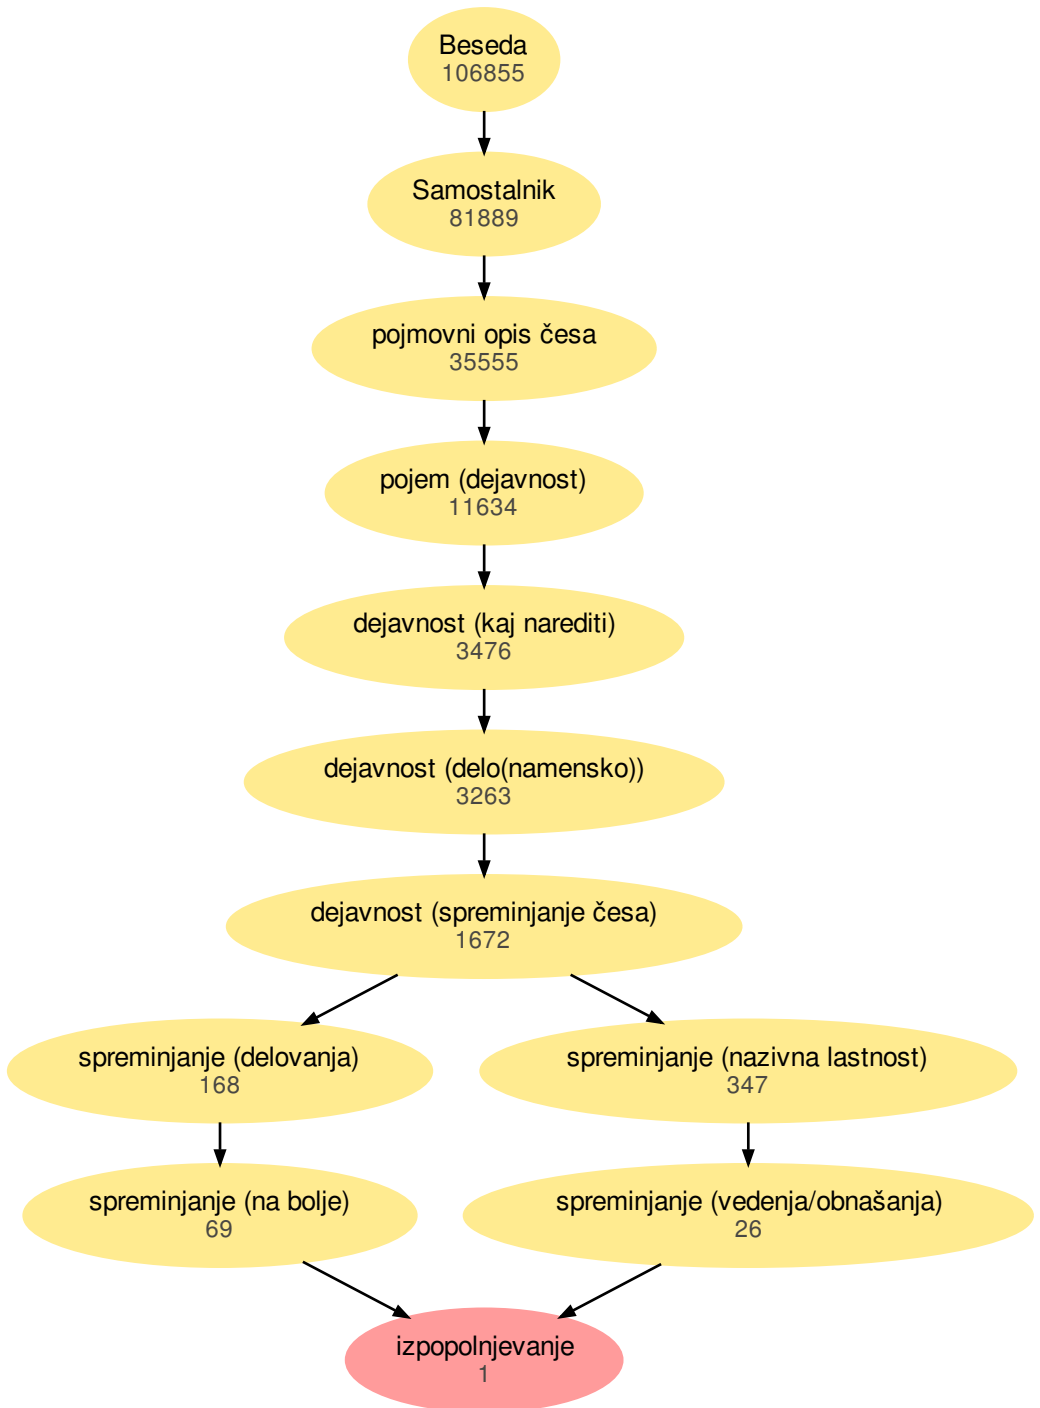 Beseda
106855
Samostalnik
81889
pojmovni opis česa
35555
pojem (dejavnost)
11634
dejavnost (kaj narediti)
3476
dejavnost (delo(namensko))
3263
dejavnost (spreminjanje česa)
1672
spreminjanje (delovanja)
168
spreminjanje (nazivna lastnost)
347
spreminjanje (na bolje)
69
spreminjanje (vedenja/obnašanja)
26
izpopolnjevanje
1